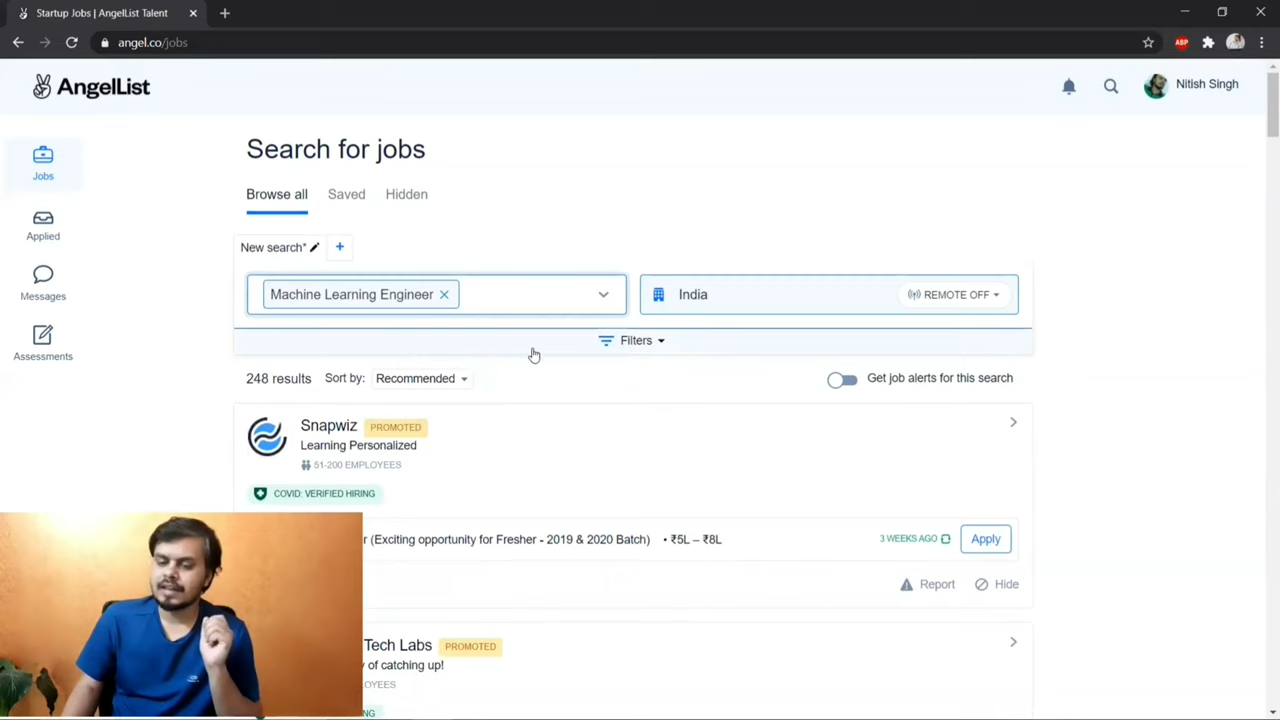 Startup Jobs | AngelList Talent
angel.co/jobs
ABP
AngelList
Nitish Singh
Jobs
Applied
Messages
Assessments
Search for jobs
Browse all Saved Hidden
New search* +
Machine Learning Engineer
India
REMOTE OFF
Filters
248 results Sort by: Recommended
Get job alerts for this search
Snapwiz PROMOTED
Learning Personalized
51-200 EMPLOYEES
COVID: VERIFIED HIRING
(Exciting opportunity for Fresher - 2019 & 2020 Batch) • ₹5L – ₹8L
3 WEEKS AGO
Apply
Report Hide
Tech Labs PROMOTED
of catching up!